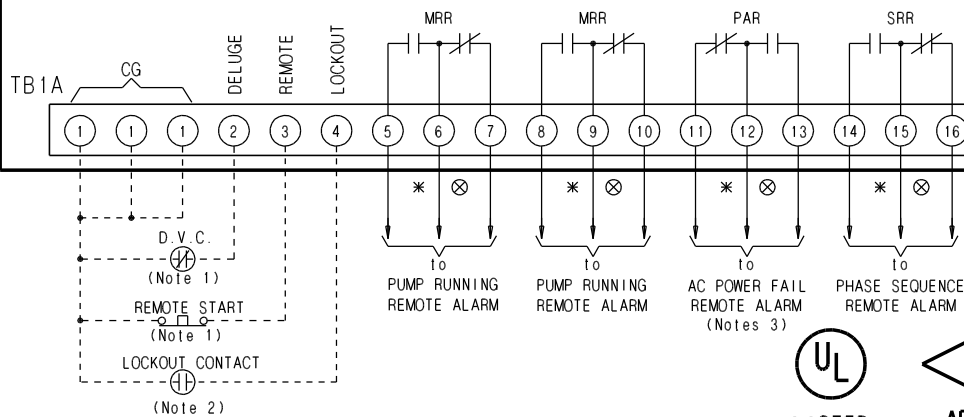 MRR MRR PAR SRR
DELUGE REMOTE LOCKOUT
TB1A CG
1 1 1 2 3 4 5 6 7 8 9 10 11 12 13 14 15 16
* ⊗ * ⊗ * ⊗ * ⊗
D.V.C.
(Note 1)
REMOTE START
(Note 1)
LOCKOUT CONTACT
(Note 2)
to
PUMP RUNNING
REMOTE ALARM
to
PUMP RUNNING
REMOTE ALARM
to
AC POWER FAIL
REMOTE ALARM
(Notes 3)
to
PHASE SEQUENCE
REMOTE ALARM
UL